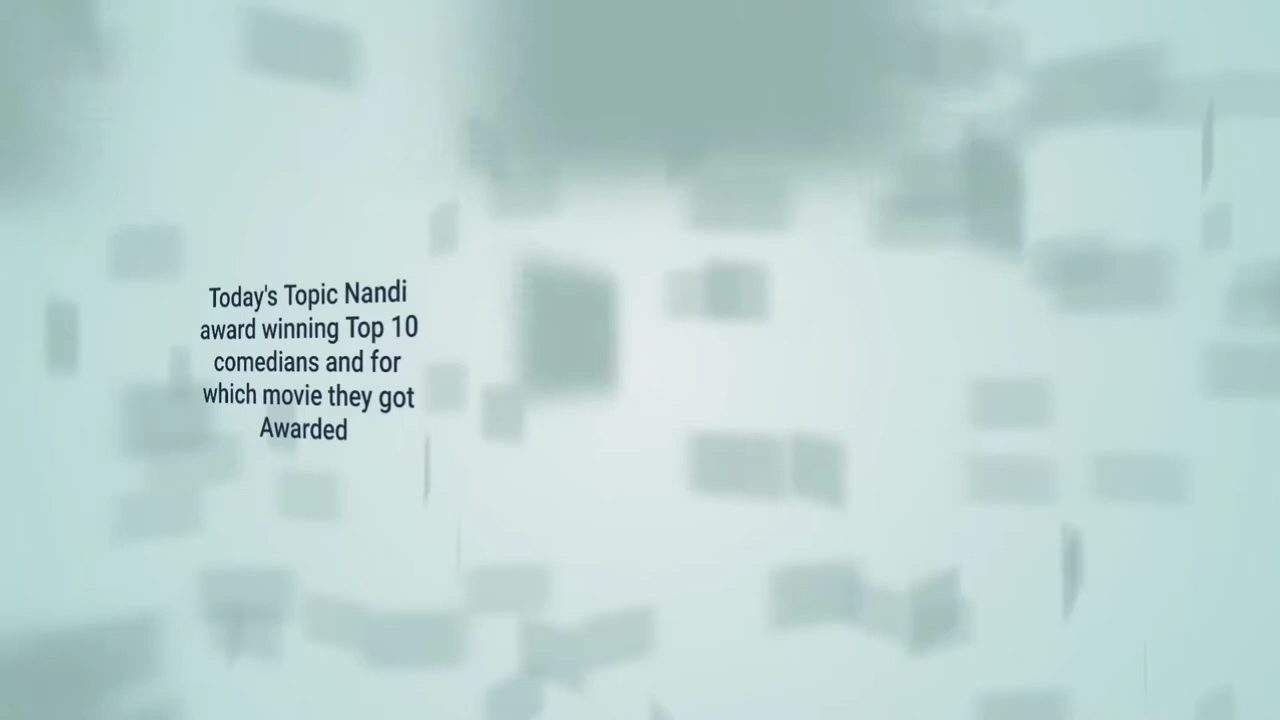 Today's Topic Nandi
award winning Top 10
comedians and for
which movie they got
Awarded